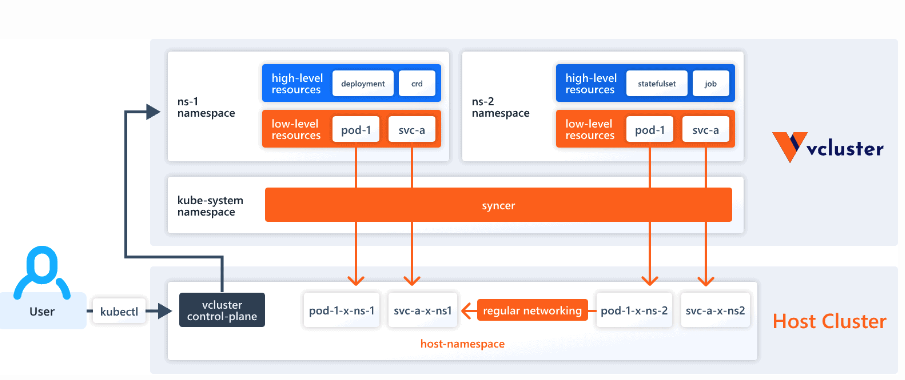 ns-1
namespace
high-level
resources
deployment
crd
low-level
resources
pod-1
svc-a
ns-2
namespace
high-level
resources
statefulset
job
low-level
resources
pod-1
svc-a
vcluster
kube-system
namespace
syncer
User
kubectl
vcluster
control-plane
pod-1-x-ns-1
svc-a-x-ns1
regular networking
pod-1-x-ns-2
svc-a-x-ns2
host-namespace
Host Cluster